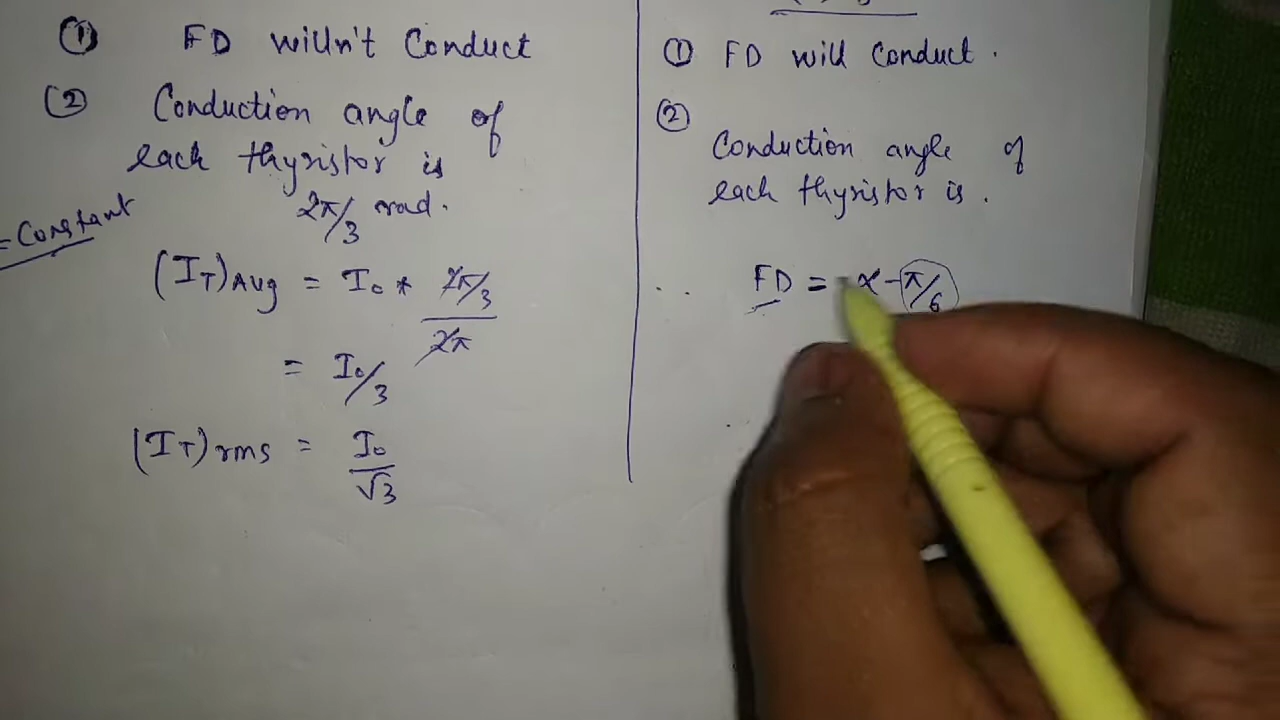 ① FD willn't Conduct
② Conduction angle of
each thyristor is
2π/3 rad.
= Constant
(I_T)Avg = I₀ * 2π/3 / 2π
= I₀/3
(I_T)rms = I₀/√3
① FD will Conduct.
②
Conduction angle of
each thyristor is.
FD = α - π/6